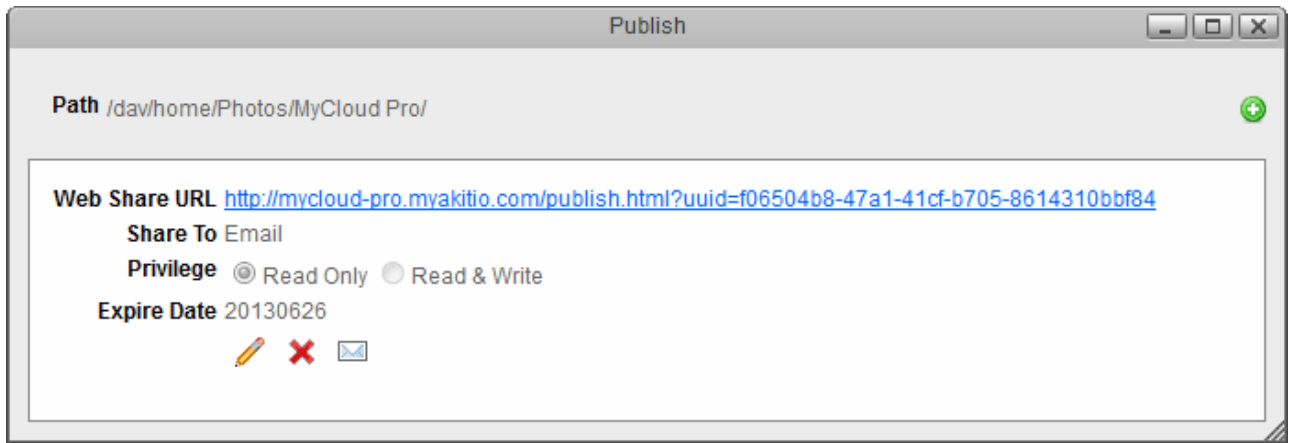 Publish
Path /dav/home/Photos/MyCloud Pro/
Web Share URL http://mycloud-pro.myakitio.com/publish.html?uuid=f06504b8-47a1-41cf-b705-8614310bbf84
Share To Email
Privilege Read Only Read & Write
Expire Date 20130626